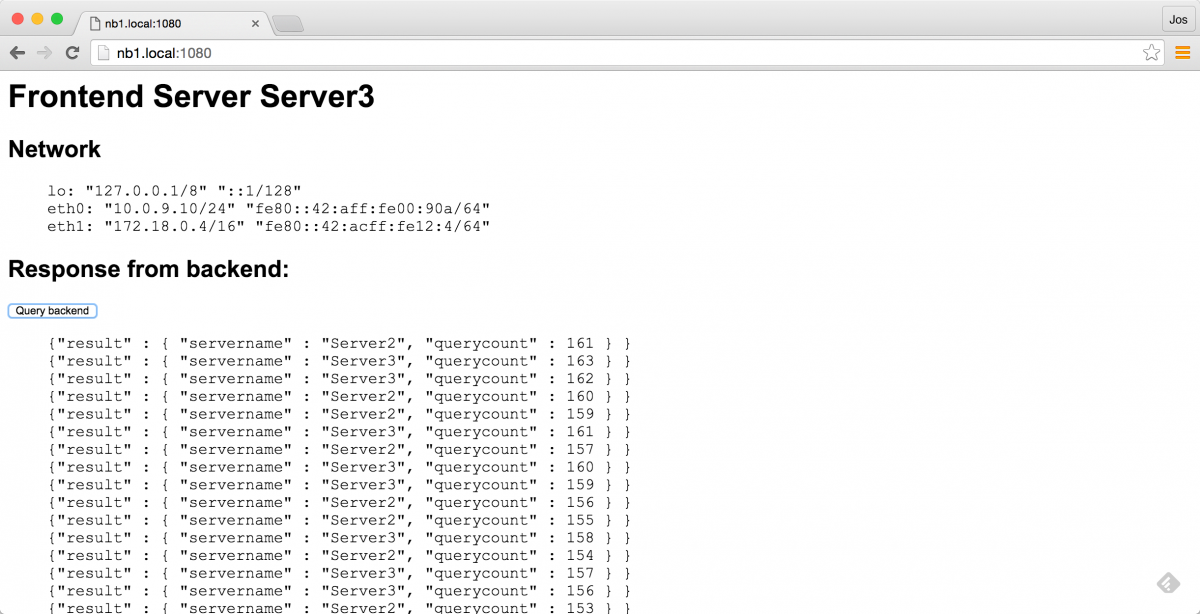 nb1.local:1080
Jos
nb1.local:1080
Frontend Server Server3
Network
lo: "127.0.0.1/8" "::1/128"
eth0: "10.0.9.10/24" "fe80::42:aff:fe00:90a/64"
eth1: "172.18.0.4/16" "fe80::42:acff:fe12:4/64"
Response from backend:
Query backend
{"result" : { "servername" : "Server2", "querycount" : 161 } }
{"result" : { "servername" : "Server3", "querycount" : 163 } }
{"result" : { "servername" : "Server3", "querycount" : 162 } }
{"result" : { "servername" : "Server2", "querycount" : 160 } }
{"result" : { "servername" : "Server2", "querycount" : 159 } }
{"result" : { "servername" : "Server3", "querycount" : 161 } }
{"result" : { "servername" : "Server2", "querycount" : 157 } }
{"result" : { "servername" : "Server3", "querycount" : 160 } }
{"result" : { "servername" : "Server3", "querycount" : 159 } }
{"result" : { "servername" : "Server2", "querycount" : 156 } }
{"result" : { "servername" : "Server2", "querycount" : 155 } }
{"result" : { "servername" : "Server3", "querycount" : 158 } }
{"result" : { "servername" : "Server2", "querycount" : 154 } }
{"result" : { "servername" : "Server3", "querycount" : 157 } }
{"result" : { "servername" : "Server3", "querycount" : 156 } }
{"result" : { "servername" : "Server2", "querycount" : 153 } }